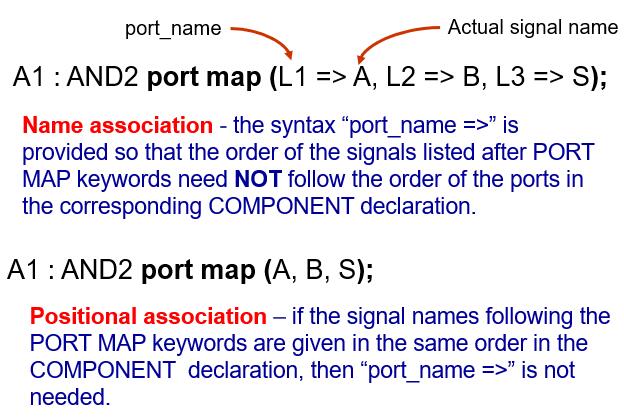 port_name
Actual signal name
A1 : AND2 port map (L1 => A, L2 => B, L3 => S);
Name association - the syntax “port_name =>” is
provided so that the order of the signals listed after PORT
MAP keywords need NOT follow the order of the ports in
the corresponding COMPONENT declaration.
A1 : AND2 port map (A, B, S);
Positional association – if the signal names following the
PORT MAP keywords are given in the same order in the
COMPONENT declaration, then “port_name =>” is not
needed.